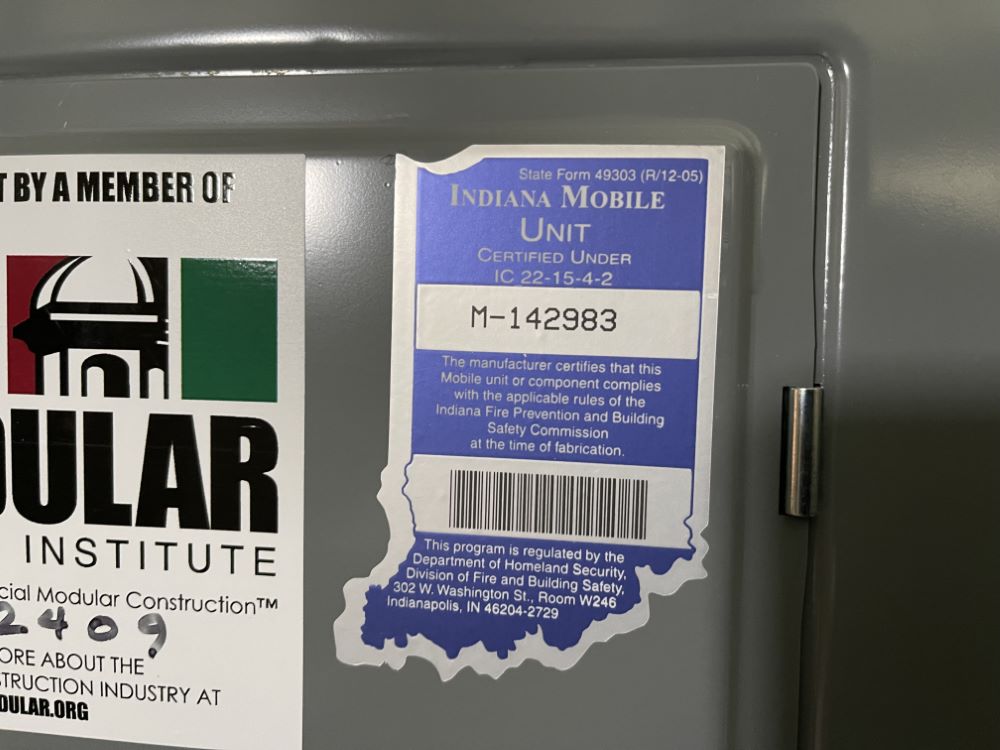 T BY A MEMBER OF
DULAR
INSTITUTE
cial Modular Construction™
2409
ORE ABOUT THE
STRUCTION INDUSTRY AT
DULAR.ORG
State Form 49303 (R/12-05)
INDIANA MOBILE
UNIT
CERTIFIED UNDER
IC 22-15-4-2
M-142983
The manufacturer certifies that this
Mobile unit or component complies
with the applicable rules of the
Indiana Fire Prevention and Building
Safety Commission
at the time of fabrication.
This program is regulated by the
Department of Homeland Security,
Division of Fire and Building Safety,
302 W. Washington St., Room W246
Indianapolis, IN 46204-2729